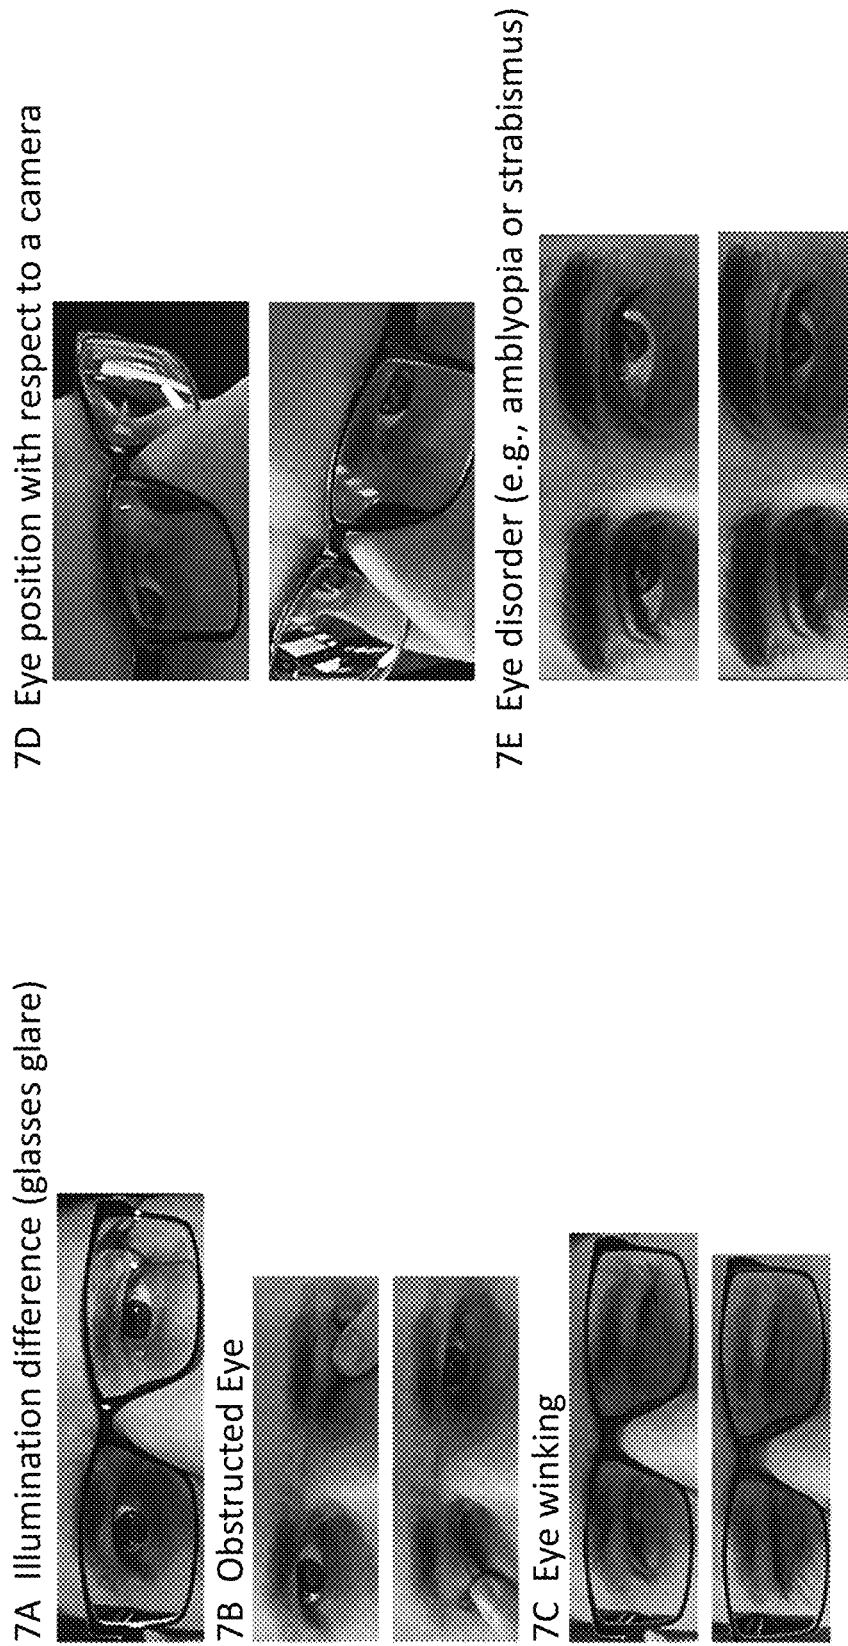 7A Illumination difference (glasses glare)
7B Obstructed Eye
7C Eye winking
7D Eye position with respect to a camera
7E Eye disorder (e.g., amblyopia or strabismus)